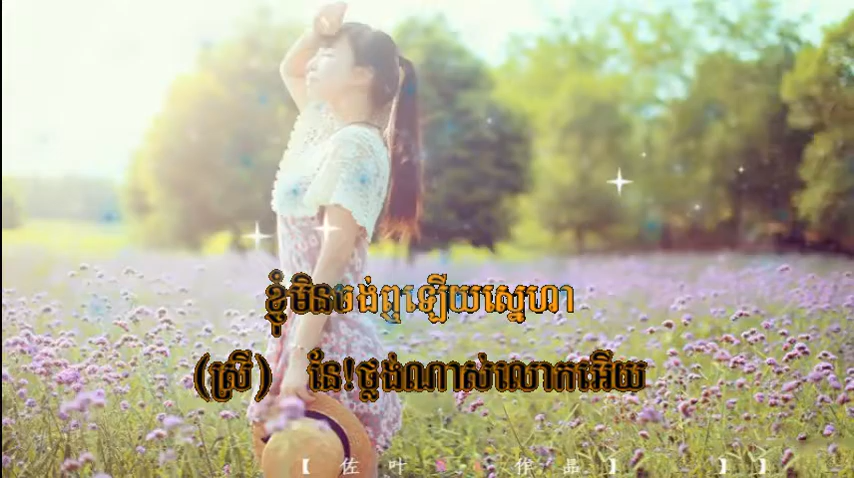 ខ្ញុំមិនចង់ឮឡើយស្នេហា
(ស្រី) នែ!ថ្លង់ណាស់លោកអើយ
【 佐 叶 作 品 】